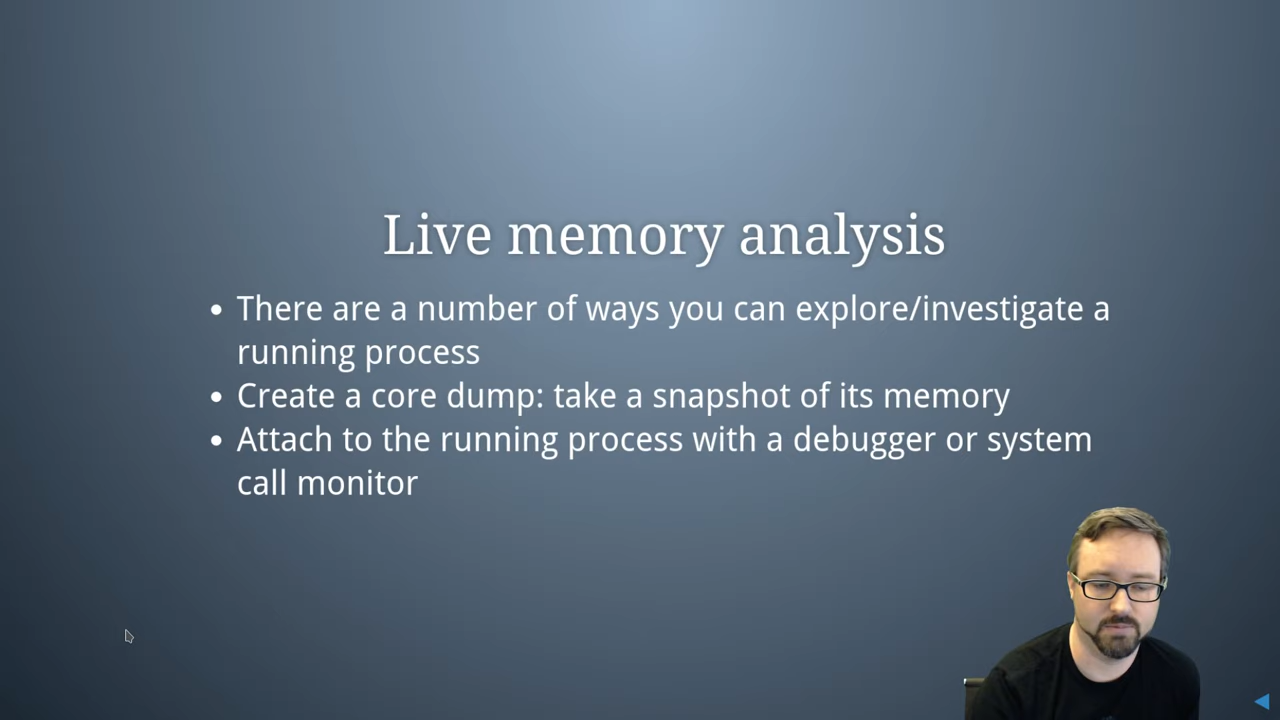 Live memory analysis
• There are a number of ways you can explore/investigate a
running process
• Create a core dump: take a snapshot of its memory
• Attach to the running process with a debugger or system
call monitor